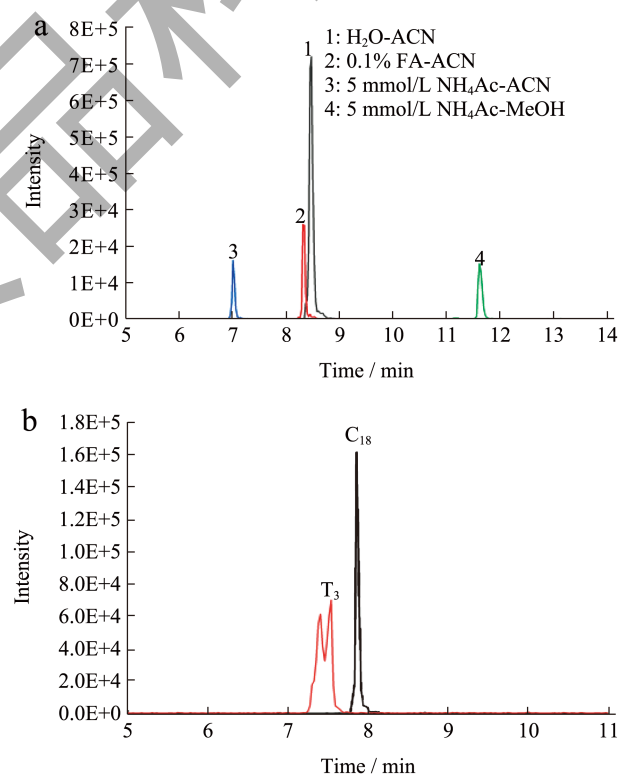 a
8E+5
7E+5
6E+5
5E+5
4E+5
3E+4
2E+4
1E+4
0E+0
Intensity
1: H₂O-ACN
2: 0.1% FA-ACN
3: 5 mmol/L NH₄Ac-ACN
4: 5 mmol/L NH₄Ac-MeOH
1
2
3
4
5 6 7 8 9 10 11 12 13 14
Time / min
b
1.8E+5
1.6E+5
1.4E+5
1.2E+5
1.0E+5
8.0E+4
6.0E+4
4.0E+4
2.0E+4
0.0E+0
Intensity
C₁₈
T₃
5 6 7 8 9 10 11
Time / min